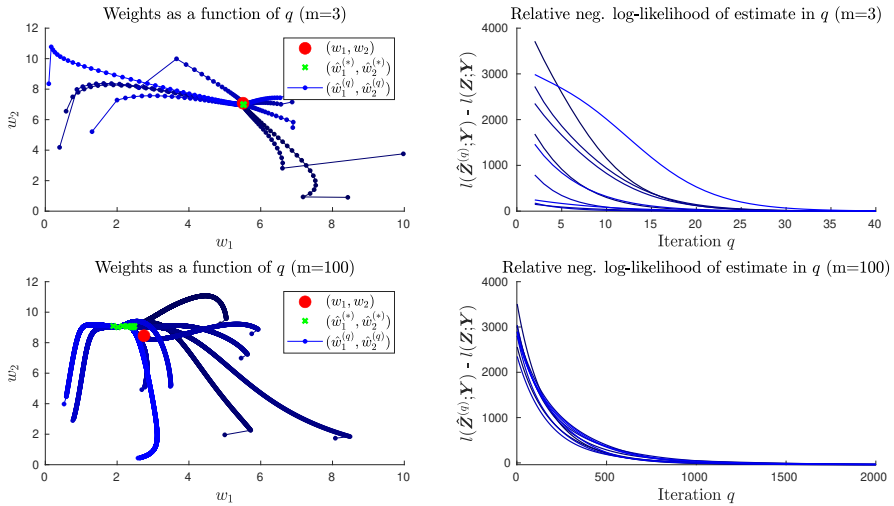 Weights as a function of q (m=3)
12
10
8
6
4
2
0
w₂
0 2 4 6 8 10
w₁
(w₁, w₂)
(ŵ₁^(*), ŵ₂^(*))
(ŵ₁^(q), ŵ₂^(q))
Relative neg. log-likelihood of estimate in q (m=3)
4000
3000
2000
1000
0
l(Ẑ^(q);Y) - l(Z;Y)
0 5 10 15 20 25 30 35 40
Iteration q
Weights as a function of q (m=100)
12
10
8
6
4
2
0
w₂
0 2 4 6 8 10
w₁
(w₁, w₂)
(ŵ₁^(*), ŵ₂^(*))
(ŵ₁^(q), ŵ₂^(q))
Relative neg. log-likelihood of estimate in q (m=100)
4000
3000
2000
1000
0
l(Ẑ^(q);Y) - l(Z;Y)
0 500 1000 1500 2000
Iteration q